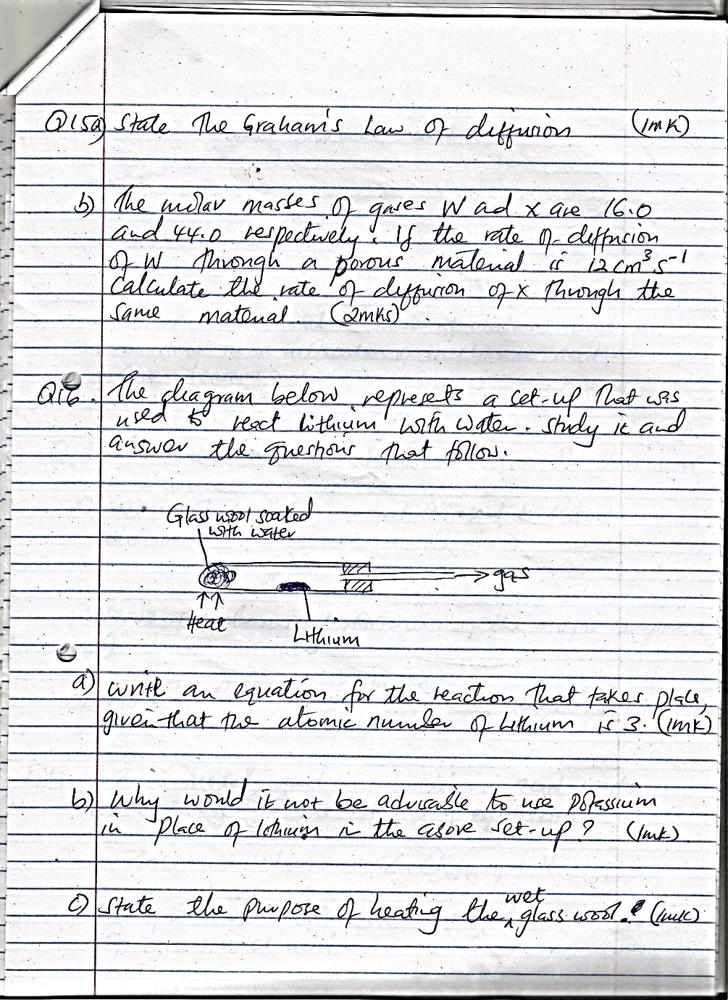 Q15a) State The Graham's Law of diffusion (1mk)
b) The molar masses of gases W ad X are 16.0
and 44.0 respectively. If the rate of diffusion
of W through a porous material is 12cm³s⁻¹
Calculate the rate of diffusion of X through the
same material. (2mks)
Q16. The diagram below represents a set-up that was
used to react lithium with water. Study it and
answer the questions that follow.
Glass wool soaked
with water
gas
Heat
Lithium
a) Write an equation for the reaction that takes place,
given that the atomic number of Lithium is 3. (1mk)
b) Why would it not be advisable to use potassium
in place of lithium in the above set-up? (1mk)
c) State the purpose of heating the wet glass wool. (1mk)